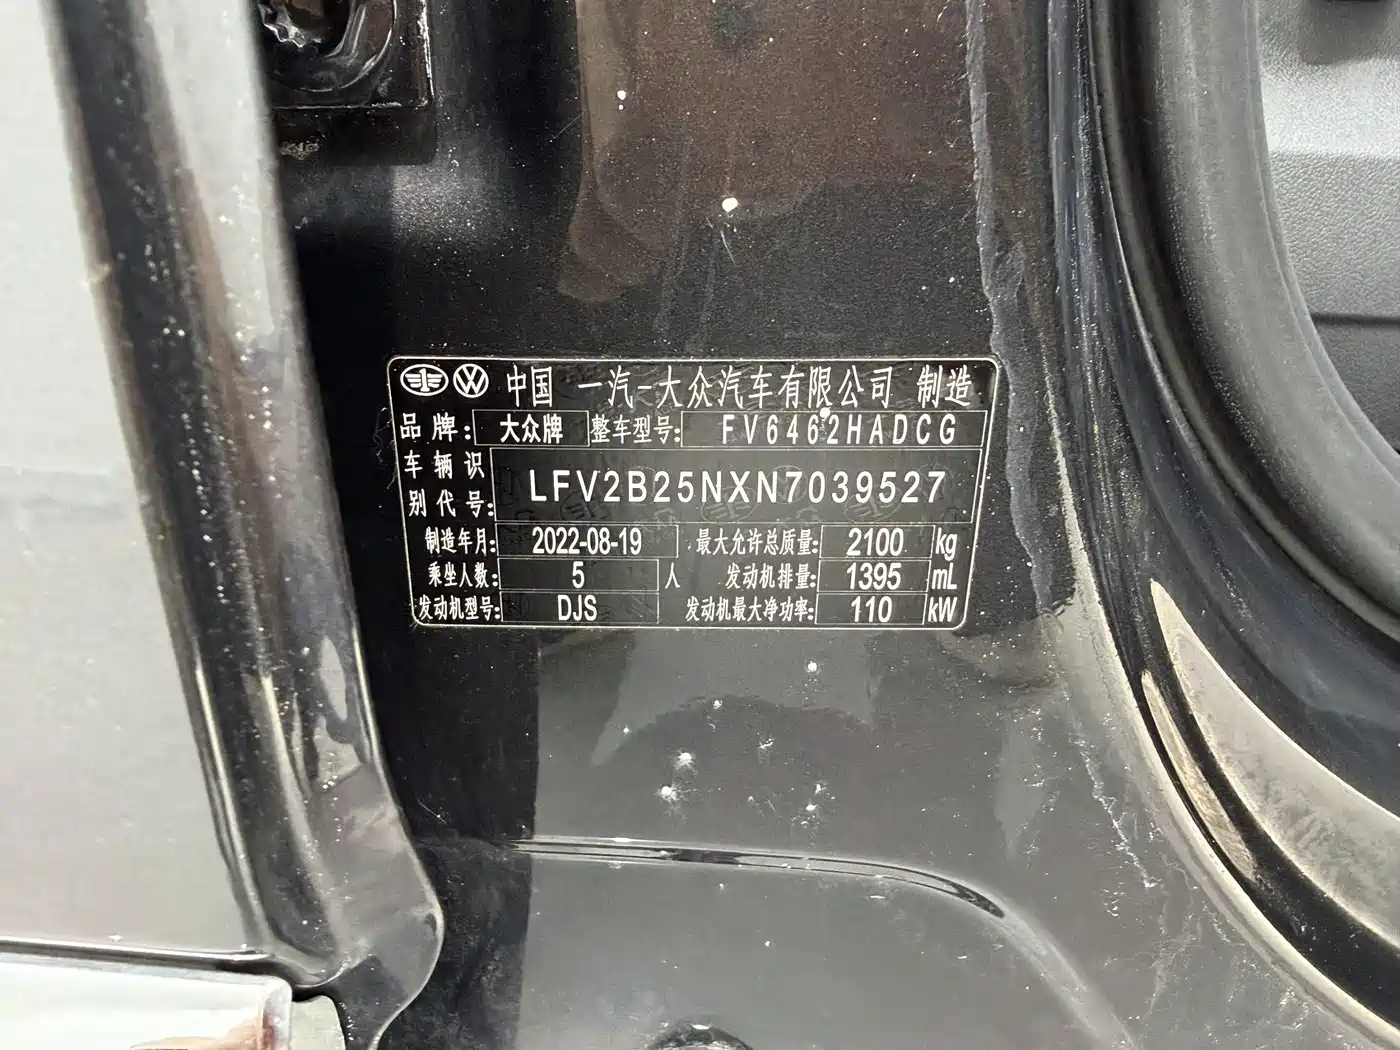 中国 一汽-大众汽车有限公司 制造
品牌: 大众牌 整车型号: FV6462HADCG
车辆识别代号: LFV2B25NXN7039527
制造年月: 2022-08-19 最大允许总质量: 2100 kg
乘坐人数: 5 人 发动机排量: 1395 mL
发动机型号: DJS 发动机最大净功率: 110 kW